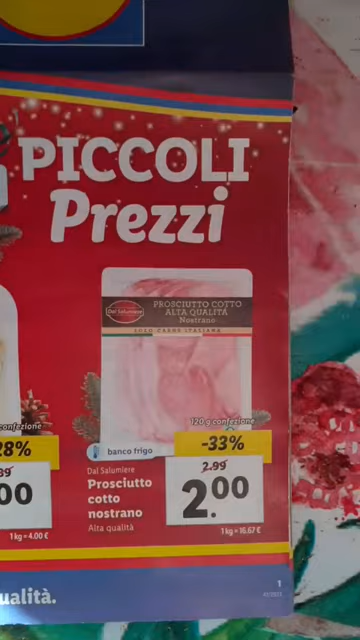 PICCOLI
Prezzi
Dal Salumiere
PROSCIUTTO COTTO
ALTA QUALITÀ
Nostrano
100% CARNE ITALIANA
confezione
120 g confezione
28%
-33%
banco frigo
2.99
00
2.00
Dal Salumiere
Prosciutto
cotto
nostrano
Alta qualità
1 kg = 4.00 €
1 kg = 16.67 €
ualità.
1